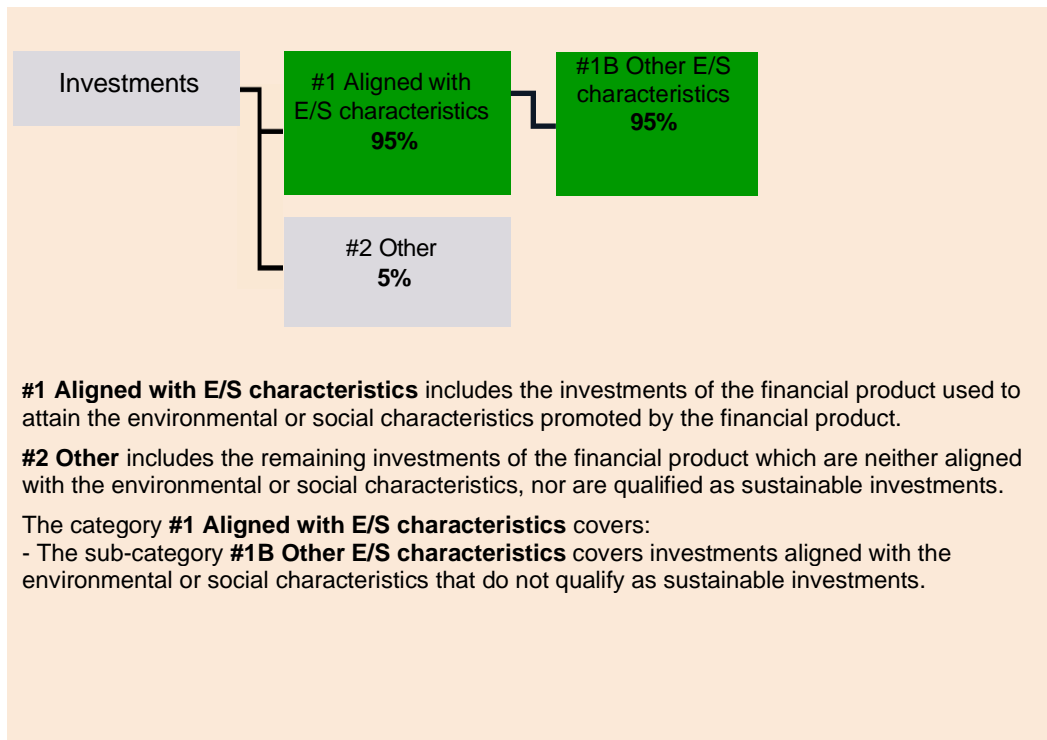 Investments
#1 Aligned with
E/S characteristics
95%
#1B Other E/S
characteristics
95%
#2 Other
5%
#1 Aligned with E/S characteristics includes the investments of the financial product used to
attain the environmental or social characteristics promoted by the financial product.
#2 Other includes the remaining investments of the financial product which are neither aligned
with the environmental or social characteristics, nor are qualified as sustainable investments.
The category #1 Aligned with E/S characteristics covers:
- The sub-category #1B Other E/S characteristics covers investments aligned with the
environmental or social characteristics that do not qualify as sustainable investments.